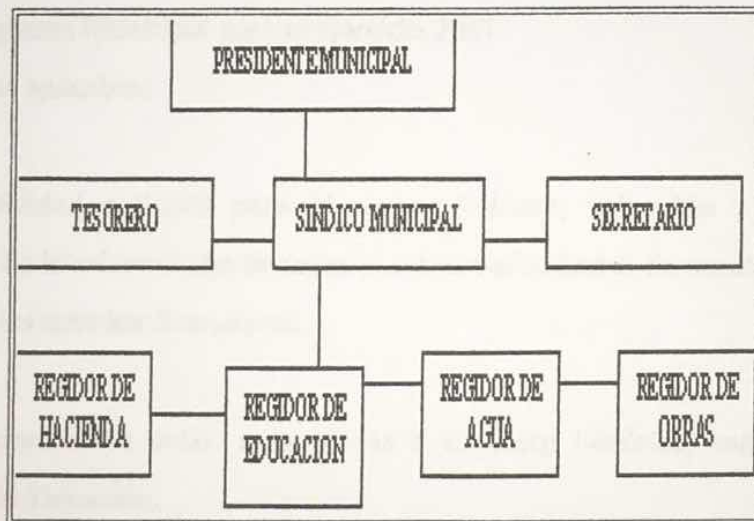 PRESIDENTE MUNICIPAL
TESORERO
SINDICO MUNICIPAL
SECRETARIO
REGIDOR DE
HACIENDA
REGIDOR DE
EDUCACION
REGIDOR DE
AGUA
REGIDOR DE
OBRAS